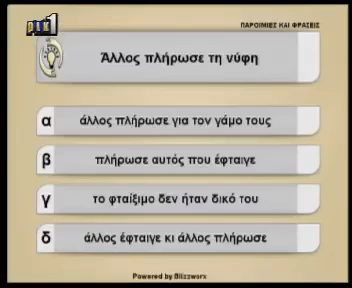 ΡΙΚ1
ΠΑΡΟΙΜΙΕΣ ΚΑΙ ΦΡΑΣΕΙΣ
Άλλος πλήρωσε τη νύφη
α άλλος πλήρωσε για τον γάμο τους
β πλήρωσε αυτός που έφταιγε
γ το φταίξιμο δεν ήταν δικό του
δ άλλος έφταιγε κι άλλος πλήρωσε
Powered by Blizzworx